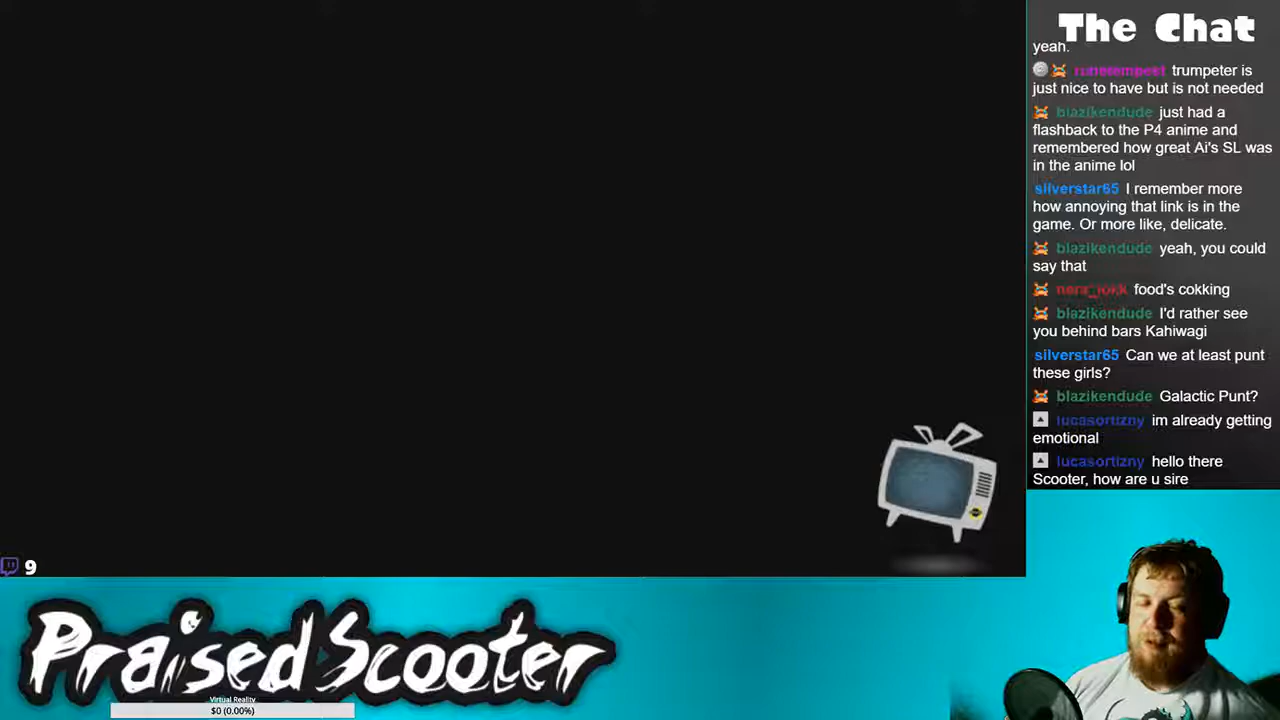 The Chat
yeah.
runetempest trumpeter is
just nice to have but is not needed
blazikendude just had a
flashback to the P4 anime and
remembered how great Ai's SL was
in the anime lol
silverstar65 I remember more
how annoying that link is in the
game. Or more like, delicate.
blazikendude yeah, you could
say that
nera_jokk food's cokking
blazikendude I'd rather see
you behind bars Kahiwagi
silverstar65 Can we at least punt
these girls?
blazikendude Galactic Punt?
lucasortizny im already getting
emotional
lucasortizny hello there
Scooter, how are u sire
9
Praised Scooter
Virtual Reality
$0 (0.00%)